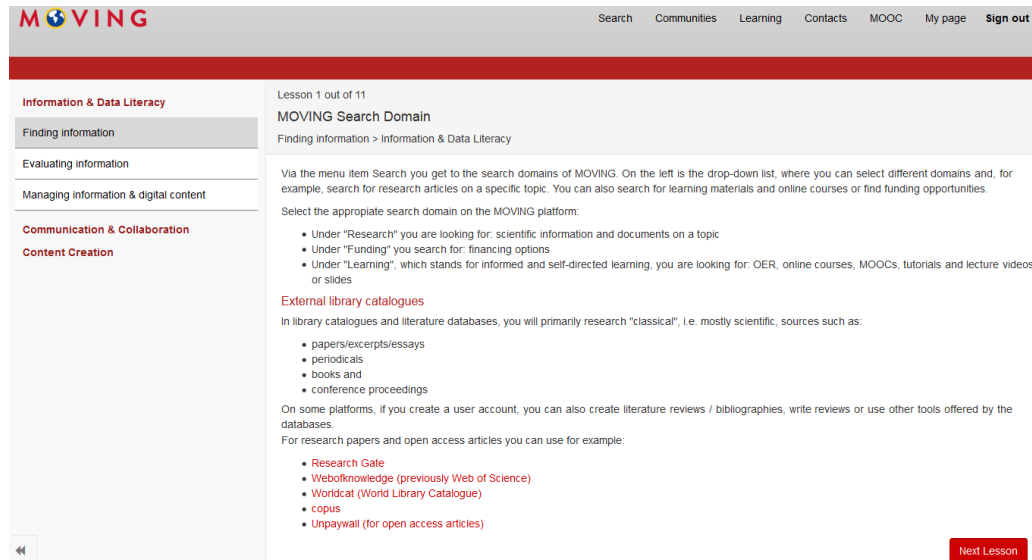 MOVING
Search Communities Learning Contacts MOOC My page Sign out
Information & Data Literacy
Finding information
Evaluating information
Managing information & digital content
Communication & Collaboration
Content Creation
Lesson 1 out of 11
MOVING Search Domain
Finding information > Information & Data Literacy
Via the menu item Search you get to the search domains of MOVING. On the left is the drop-down list, where you can select different domains and, for
example, search for research articles on a specific topic. You can also search for learning materials and online courses or find funding opportunities.
Select the appropiate search domain on the MOVING platform:
• Under "Research" you are looking for: scientific information and documents on a topic
• Under "Funding" you search for: financing options
• Under "Learning", which stands for informed and self-directed learning, you are looking for: OER, online courses, MOOCs, tutorials and lecture videos
or slides
External library catalogues
In library catalogues and literature databases, you will primarily research "classical", i.e. mostly scientific, sources such as:
• papers/excerpts/essays
• periodicals
• books and
• conference proceedings
On some platforms, if you create a user account, you can also create literature reviews / bibliographies, write reviews or use other tools offered by the
databases.
For research papers and open access articles you can use for example:
• Research Gate
• Webofknowledge (previously Web of Science)
• Worldcat (World Library Catalogue)
• copus
• Unpaywall (for open access articles)
Next Lesson